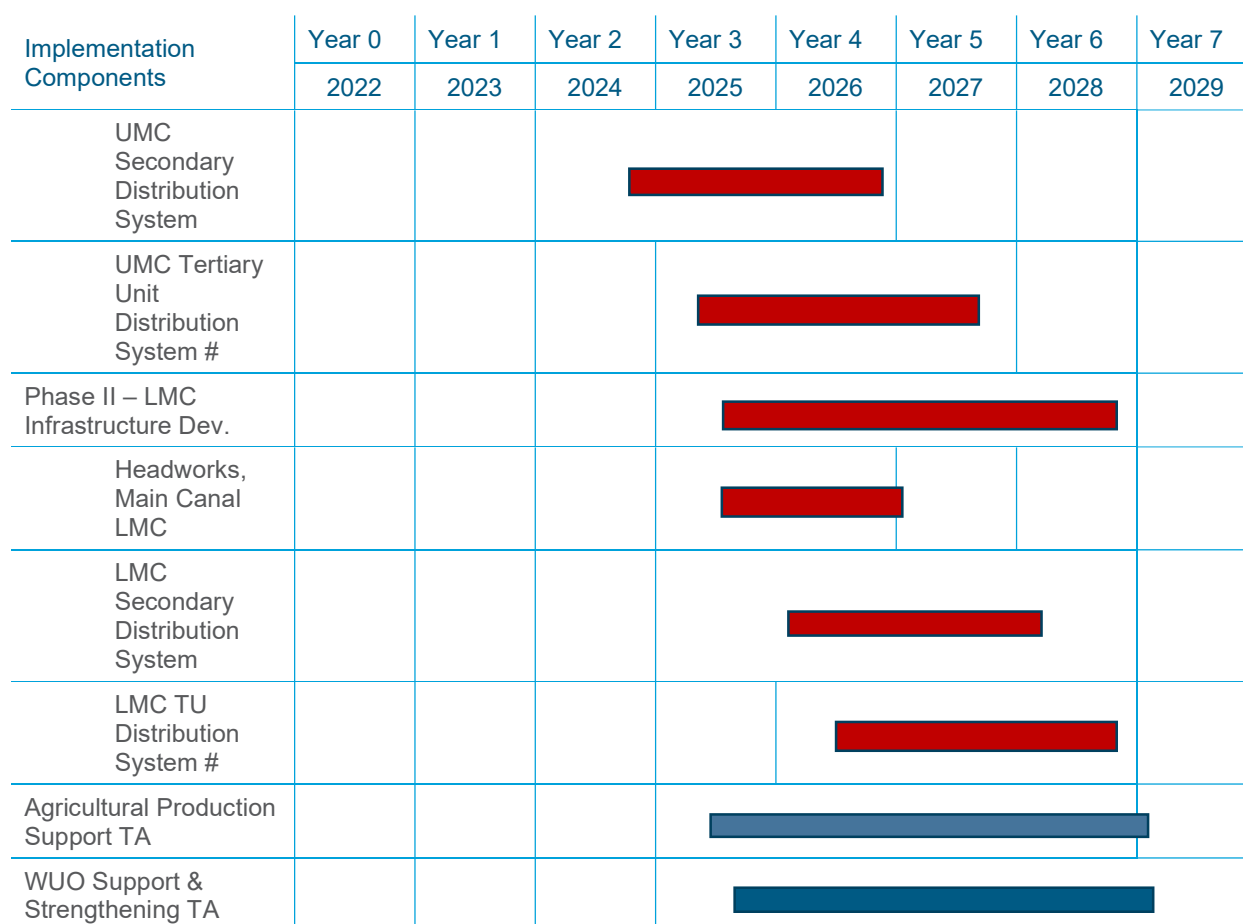 Implementation
Components
Year 0 Year 1 Year 2 Year 3 Year 4 Year 5 Year 6 Year 7
2022 2023 2024 2025 2026 2027 2028 2029
UMC
Secondary
Distribution
System
UMC Tertiary
Unit
Distribution
System #
Phase II – LMC
Infrastructure Dev.
Headworks,
Main Canal
LMC
LMC
Secondary
Distribution
System
LMC TU
Distribution
System #
Agricultural Production
Support TA
WUO Support &
Strengthening TA